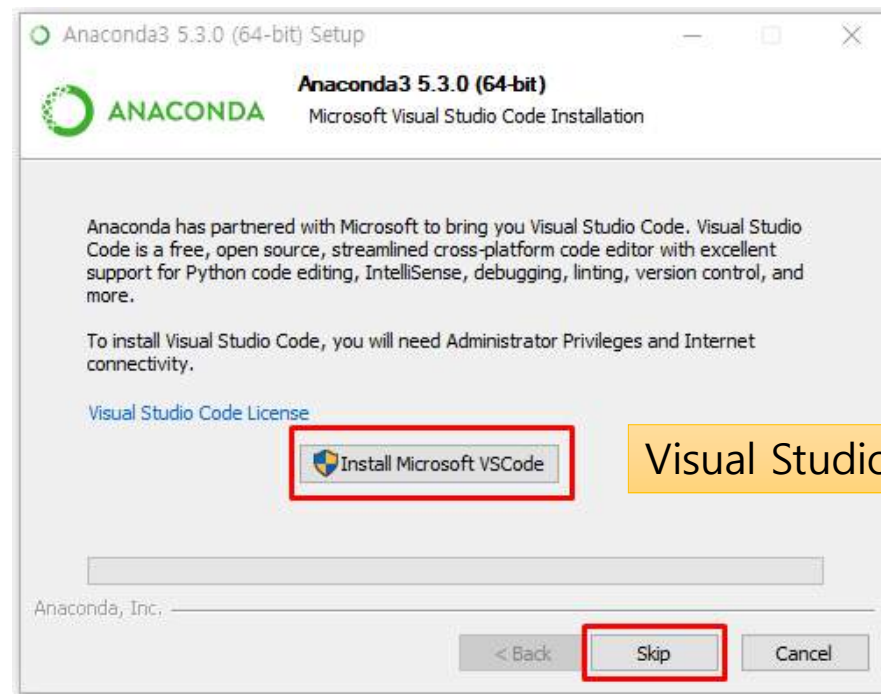 Anaconda3 5.3.0 (64-bit) Setup
Anaconda3 5.3.0 (64-bit)
ANACONDA
Microsoft Visual Studio Code Installation
Anaconda has partnered with Microsoft to bring you Visual Studio Code. Visual Studio
Code is a free, open source, streamlined cross-platform code editor with excellent
support for Python code editing, IntelliSense, debugging, linting, version control, and
more.
To install Visual Studio Code, you will need Administrator Privileges and Internet
connectivity.
Visual Studio Code License
Install Microsoft VSCode
Visual Studio
Anaconda, Inc.
< Back
Skip
Cancel